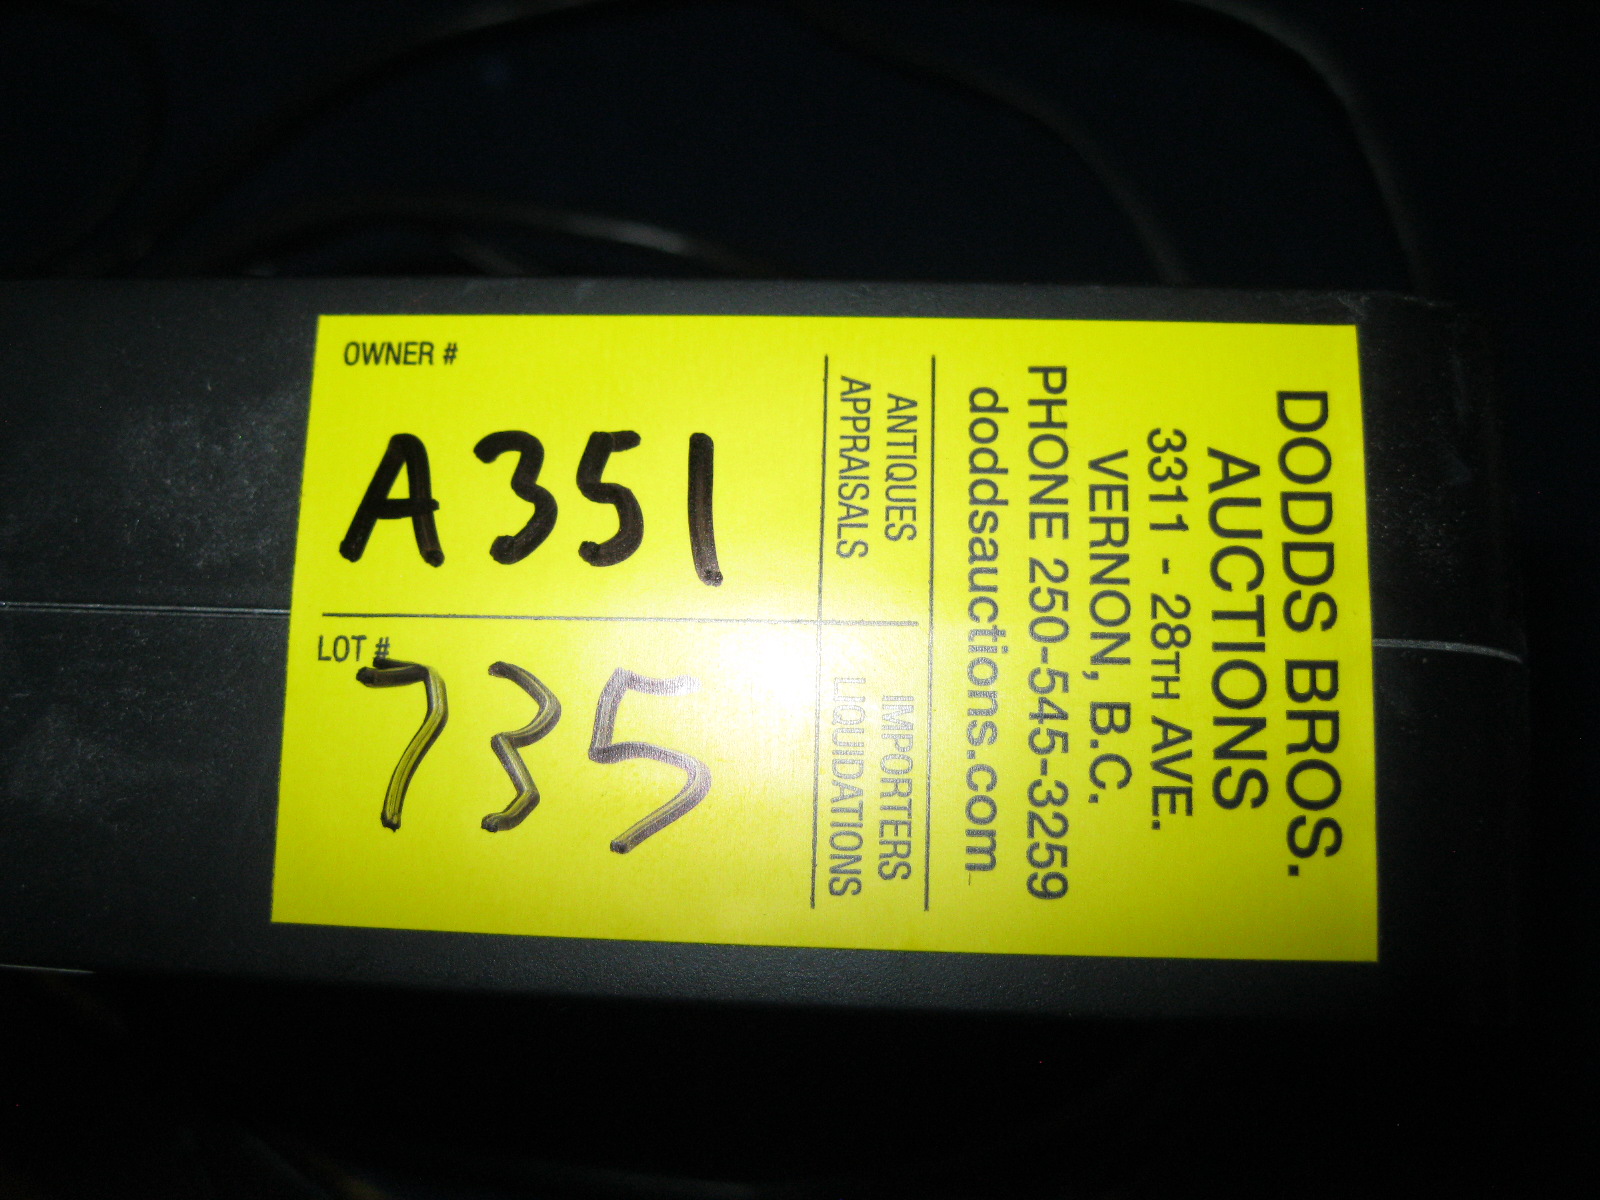 DODDS BROS.
AUCTIONS
3311 - 28TH AVE.
VERNON, B.C.
PHONE 250-545-3259
doddsauctions.com
ANTIQUES
APPRAISALS
IMPORTERS
LIQUIDATIONS
OWNER #
A351
LOT #
735